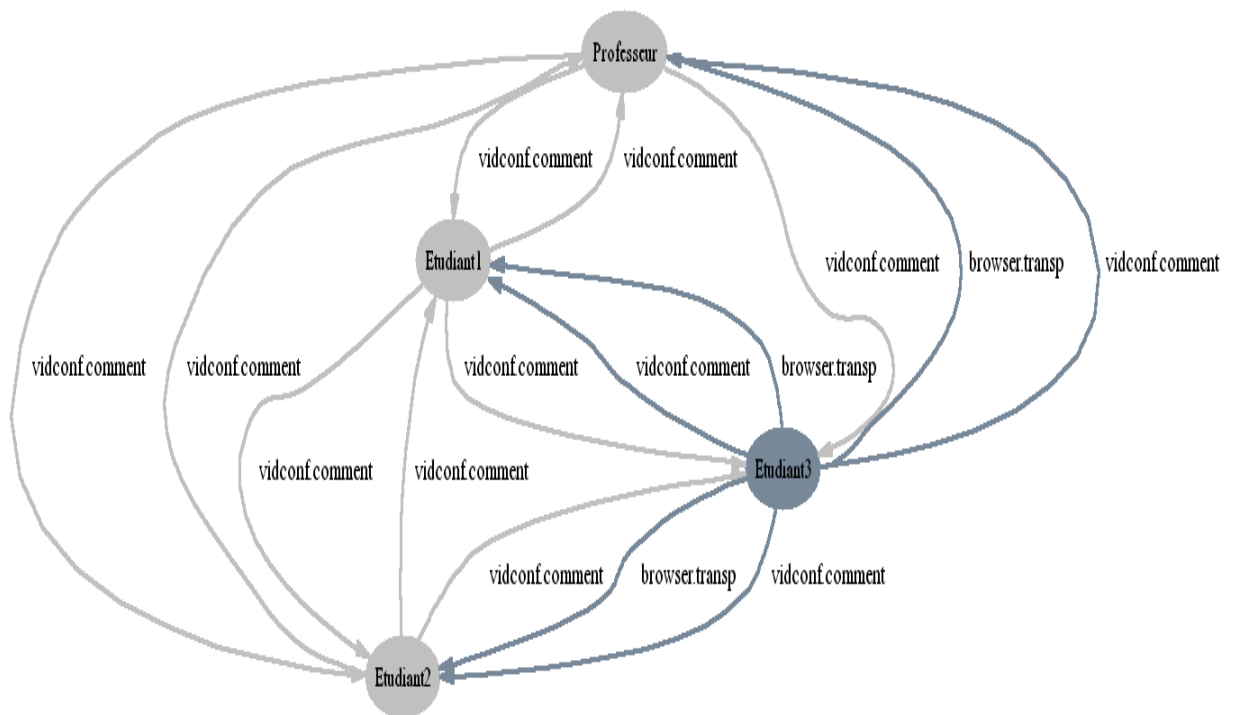 Professeur
vidconf.comment
vidconf.comment
Etudiant1
vidconf.comment
browser.transp
vidconf.comment
vidconf.comment
vidconf.comment
vidconf.comment
vidconf.comment
browser.transp
vidconf.comment
vidconf.comment
Etudiant3
vidconf.comment
browser.transp
vidconf.comment
Etudiant2